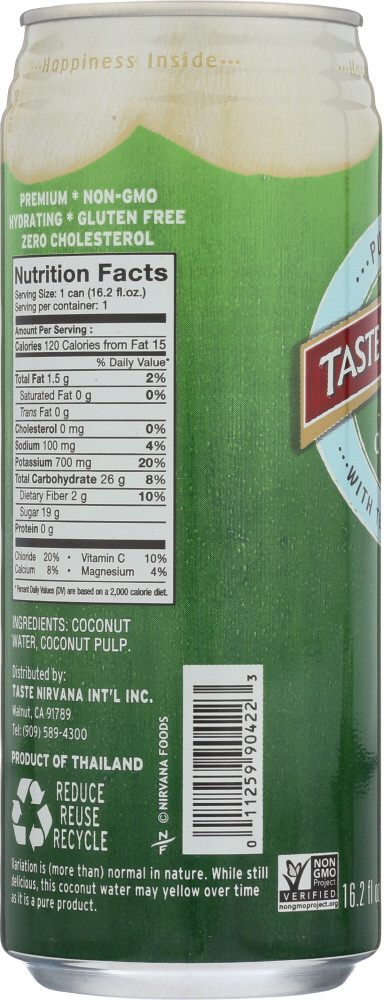 ...Happiness Inside...
PREMIUM * NON-GMO
HYDRATING * GLUTEN FREE
ZERO CHOLESTEROL
Nutrition Facts
Serving Size: 1 can (16.2 fl.oz.)
Serving per container: 1
Amount Per Serving :
Calories 120 Calories from Fat 15
% Daily Value*
Total Fat 1.5 g 2%
Saturated Fat 0 g 0%
Trans Fat 0 g
Cholesterol 0 mg 0%
Sodium 100 mg 4%
Potassium 700 mg 20%
Total Carbohydrate 26 g 8%
Dietary Fiber 2 g 10%
Sugar 19 g
Protein 0 g
Chloride 20% • Vitamin C 10%
Calcium 8% • Magnesium 4%
*Percent Daily Values (DV) are based on a 2,000 calorie diet.
INGREDIENTS: COCONUT
WATER, COCONUT PULP.
Distributed by:
TASTE NIRVANA INT'L INC.
Walnut, CA 91789
Tel: (909) 589-4300
PRODUCT OF THAILAND
REDUCE
REUSE
RECYCLE
© NIRVANA FOODS
0 11259 90422 3
Variation is (more than) normal in nature. While still
delicious, this coconut water may yellow over time
as it is a pure product.
NON
GMO
Project
VERIFIED
nongmoproject.org
16.2 fl
TASTE
...WITH